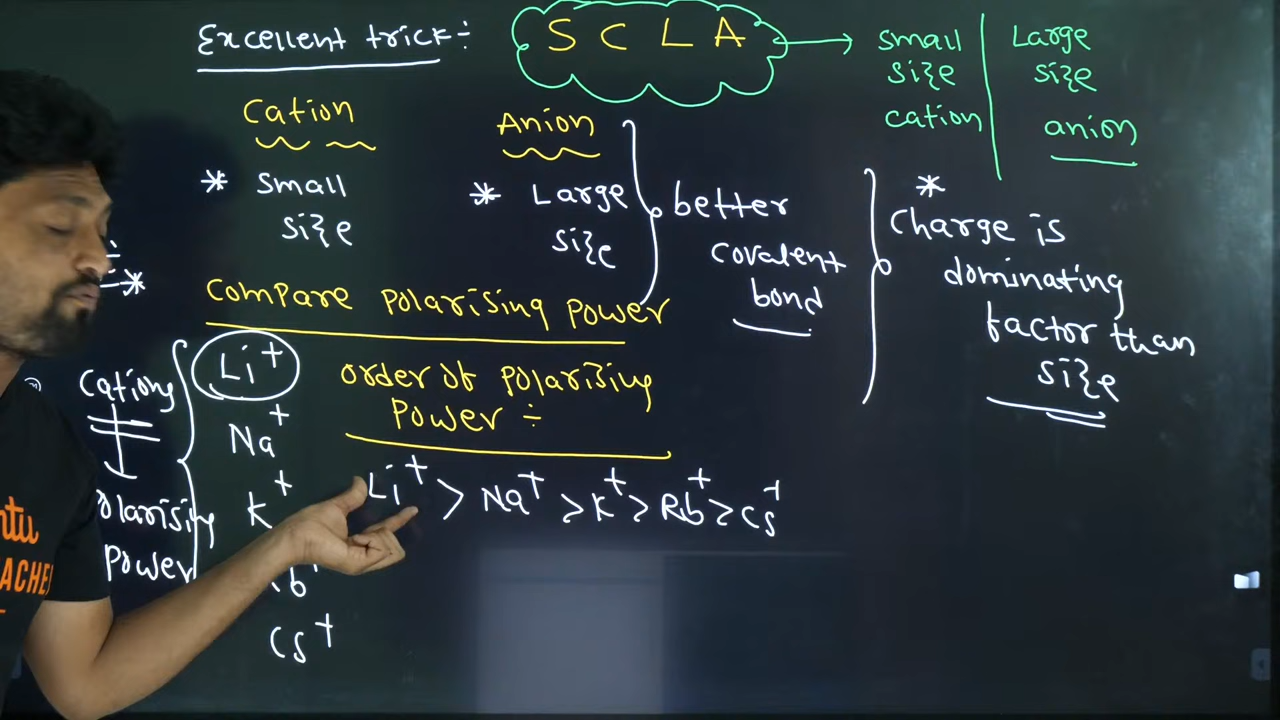 Excellent trick:
S C L A
small size cation
Large size anion
Cation
Anion
* small size
* Large size
better covalent bond
* charge is dominating factor than size
compare polarising power
order of polarising power ÷
Cations
Li+
Na+
K+
Cs+
Power
Li+ > Na+ > K+ > Rb+ > Cs+